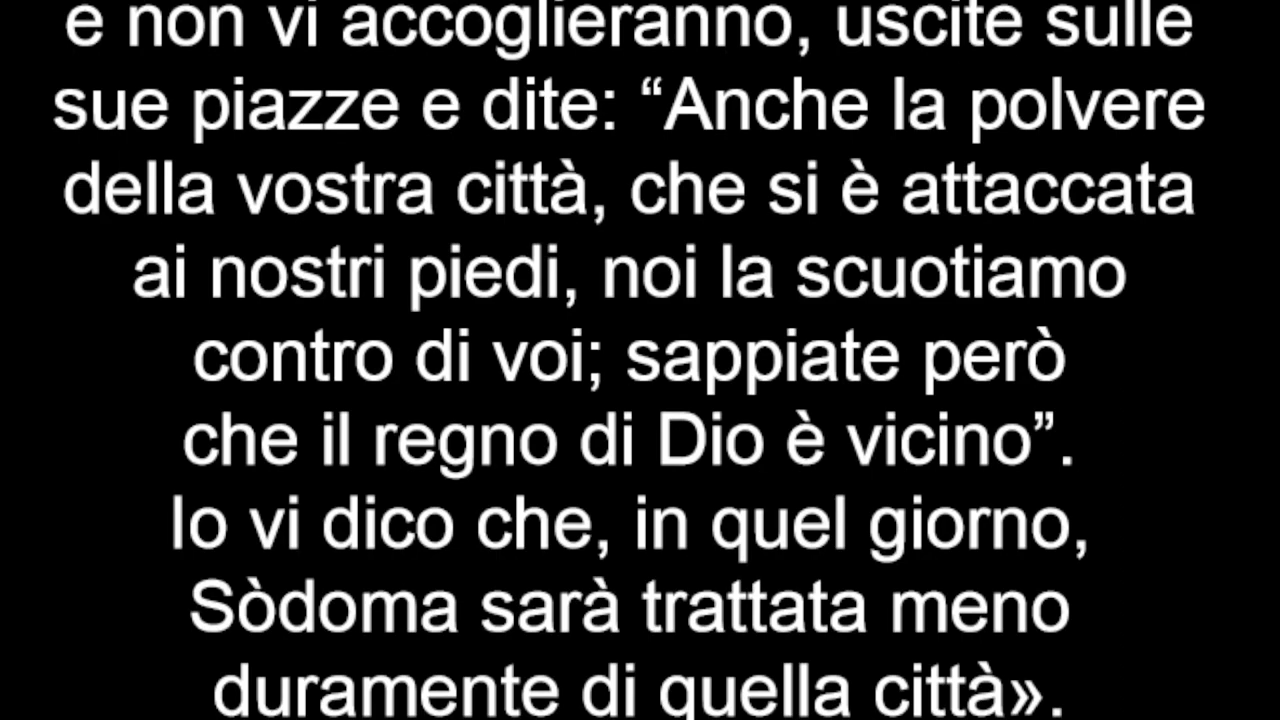 e non vi accoglieranno, uscite sulle
sue piazze e dite: “Anche la polvere
della vostra città, che si è attaccata
ai nostri piedi, noi la scuotiamo
contro di voi; sappiate però
che il regno di Dio è vicino”.
Io vi dico che, in quel giorno,
Sòdoma sarà trattata meno
duramente di quella città».